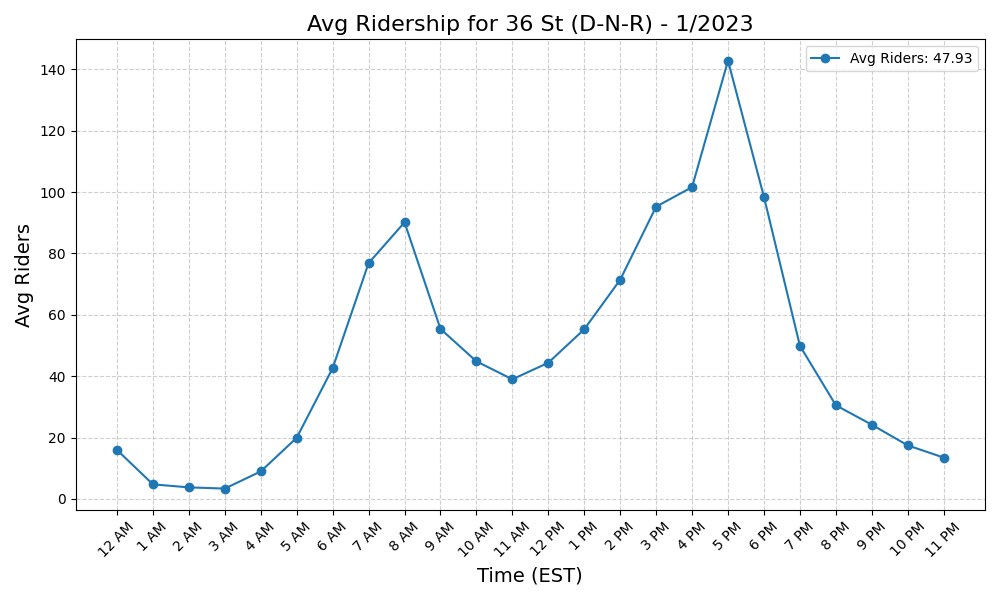 Avg Ridership for 36 St (D-N-R) - 1/2023
Avg Riders: 47.93
Avg Riders
140
120
100
80
60
40
20
0
12 AM
1 AM
2 AM
3 AM
4 AM
5 AM
6 AM
7 AM
8 AM
9 AM
10 AM
11 AM
12 PM
1 PM
2 PM
3 PM
4 PM
5 PM
6 PM
7 PM
8 PM
9 PM
10 PM
11 PM
Time (EST)